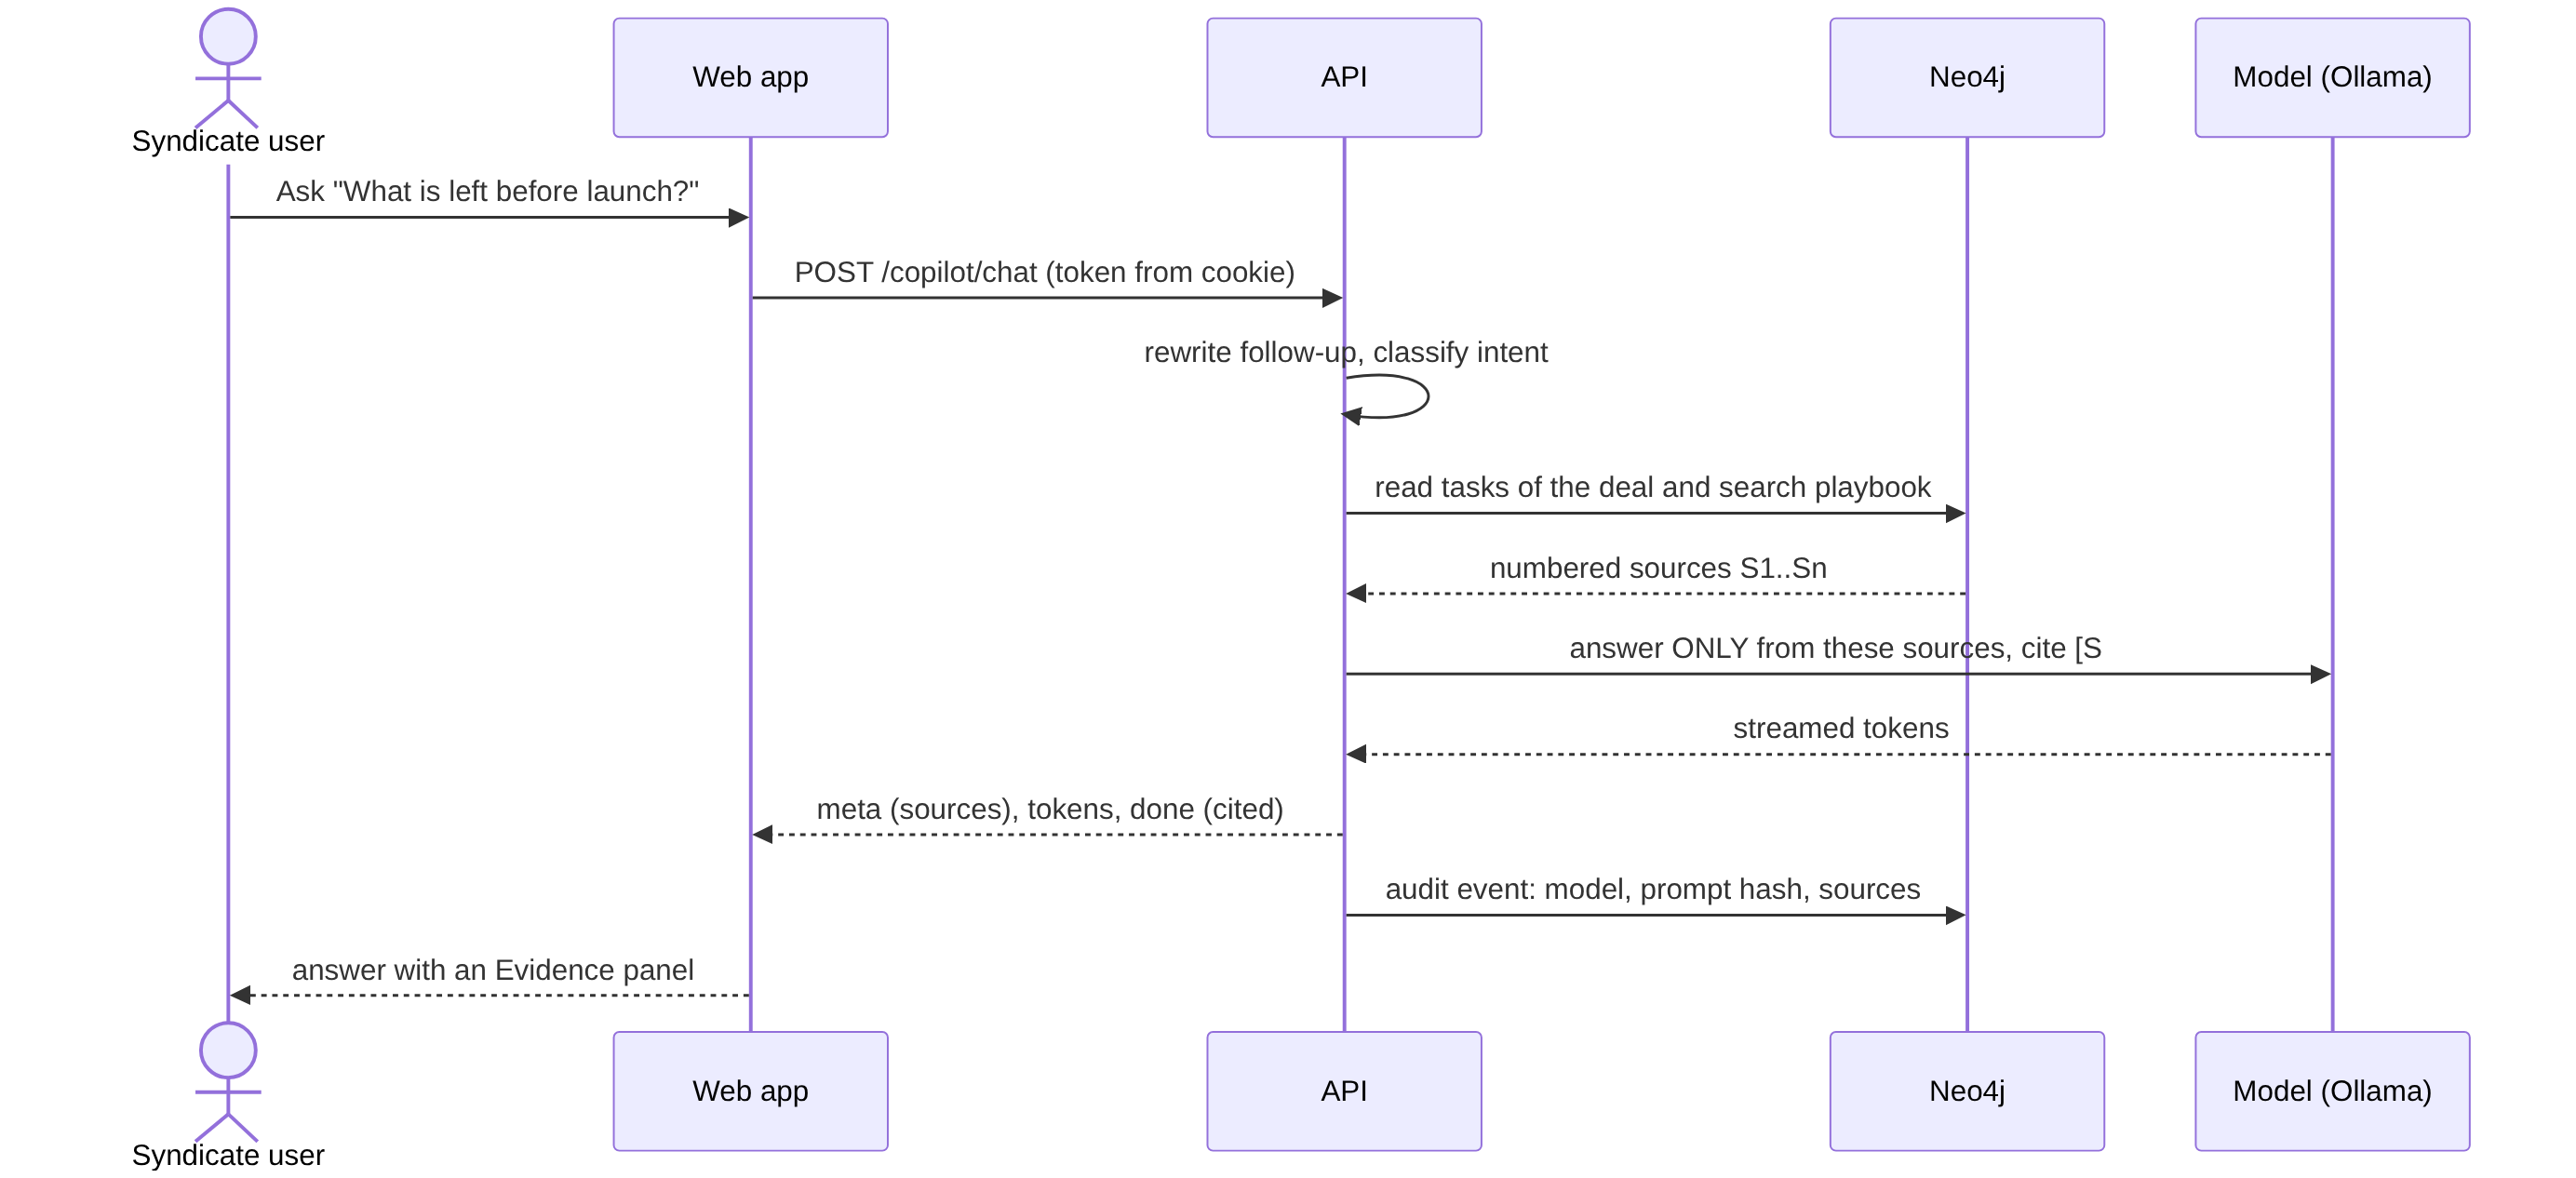 Syndicate user
Web app
API
Neo4j
Model (Ollama)
Ask "What is left before launch?"
POST /copilot/chat (token from cookie)
rewrite follow-up, classify intent
read tasks of the deal and search playbook
numbered sources S1..Sn
answer ONLY from these sources, cite [S
streamed tokens
meta (sources), tokens, done (cited)
audit event: model, prompt hash, sources
answer with an Evidence panel
Syndicate user
Web app
API
Neo4j
Model (Ollama)